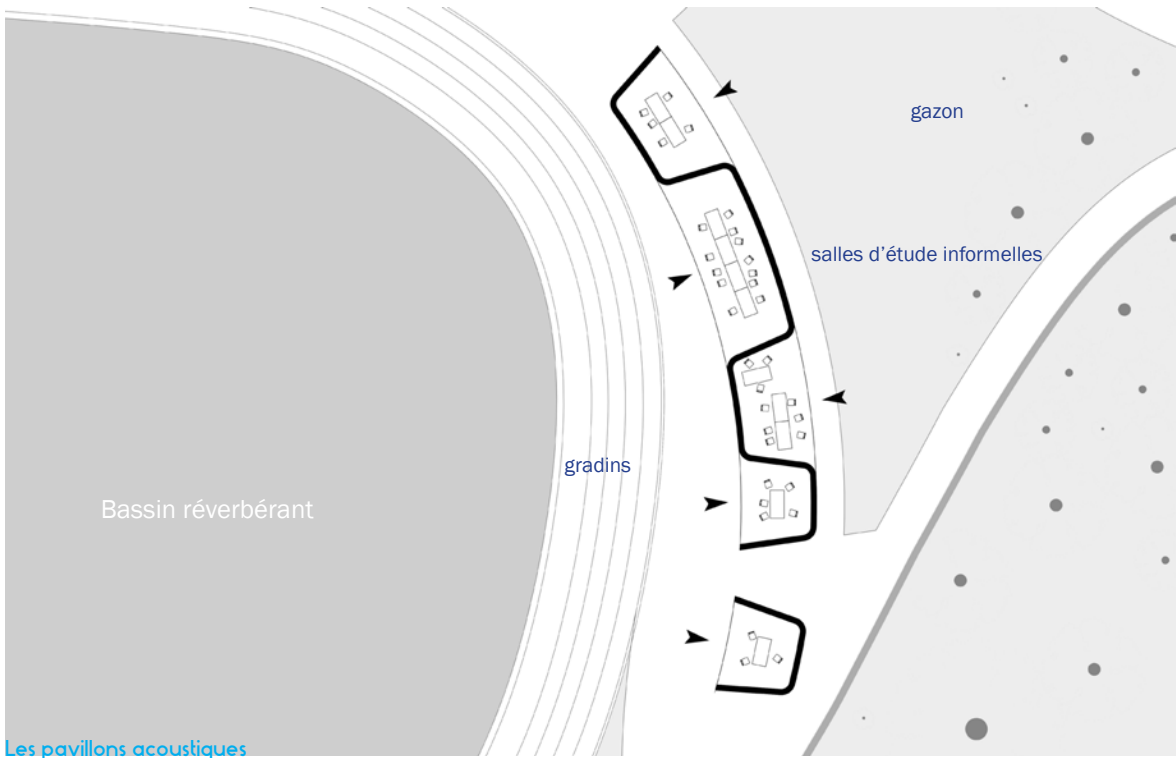 gazon
salles d’étude informelles
gradins
Bassin réverbérant
Les pavillons acoustiques